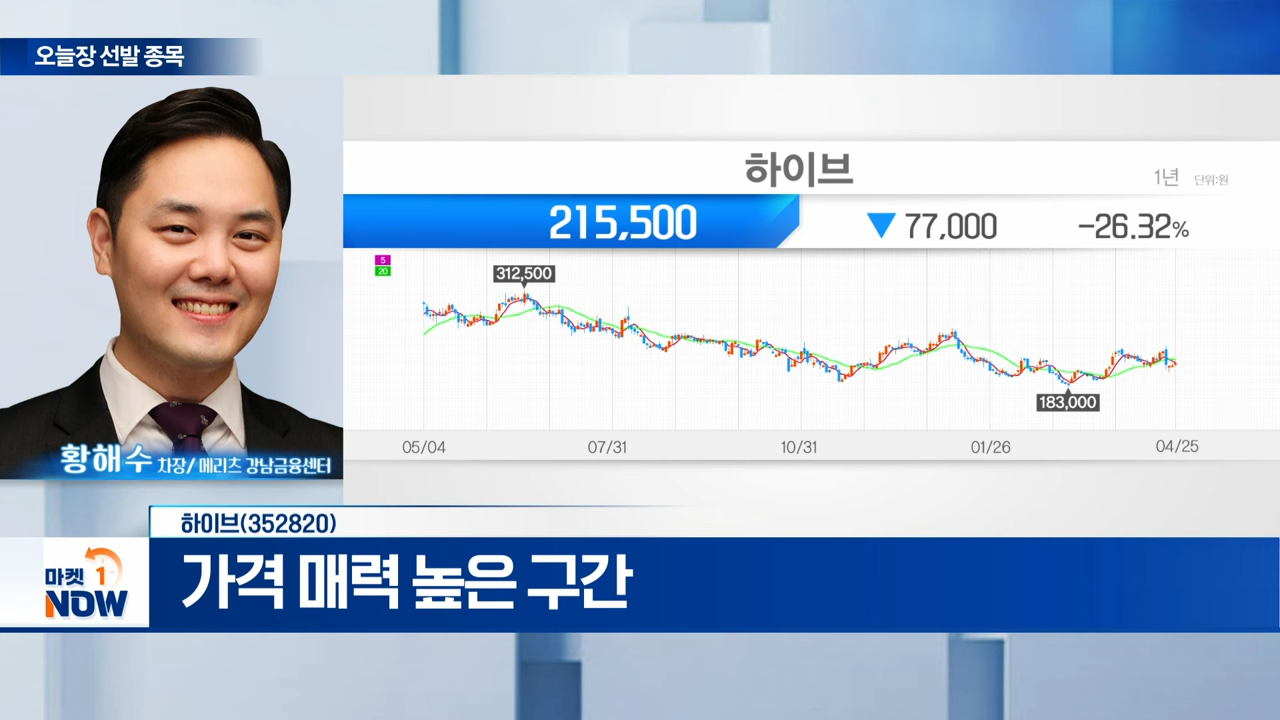 오늘장 선발 종목
하이브
1년 단위:원
215,500 ▼ 77,000 -26.32%
5
20
312,500
183,000
05/04 07/31 10/31 01/26 04/25
황해수 차장/ 메리츠 강남금융센터
하이브(352820)
마켓 1
NOW
가격 매력 높은 구간